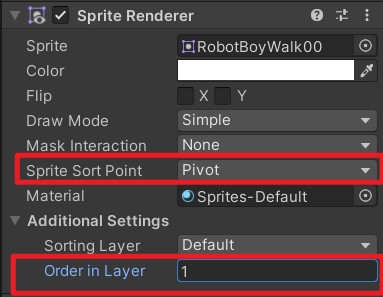 Sprite Renderer
Sprite RobotBoyWalk00
Color
Flip X Y
Draw Mode Simple
Mask Interaction None
Sprite Sort Point Pivot
Material Sprites-Default
Additional Settings
Sorting Layer Default
Order in Layer 1